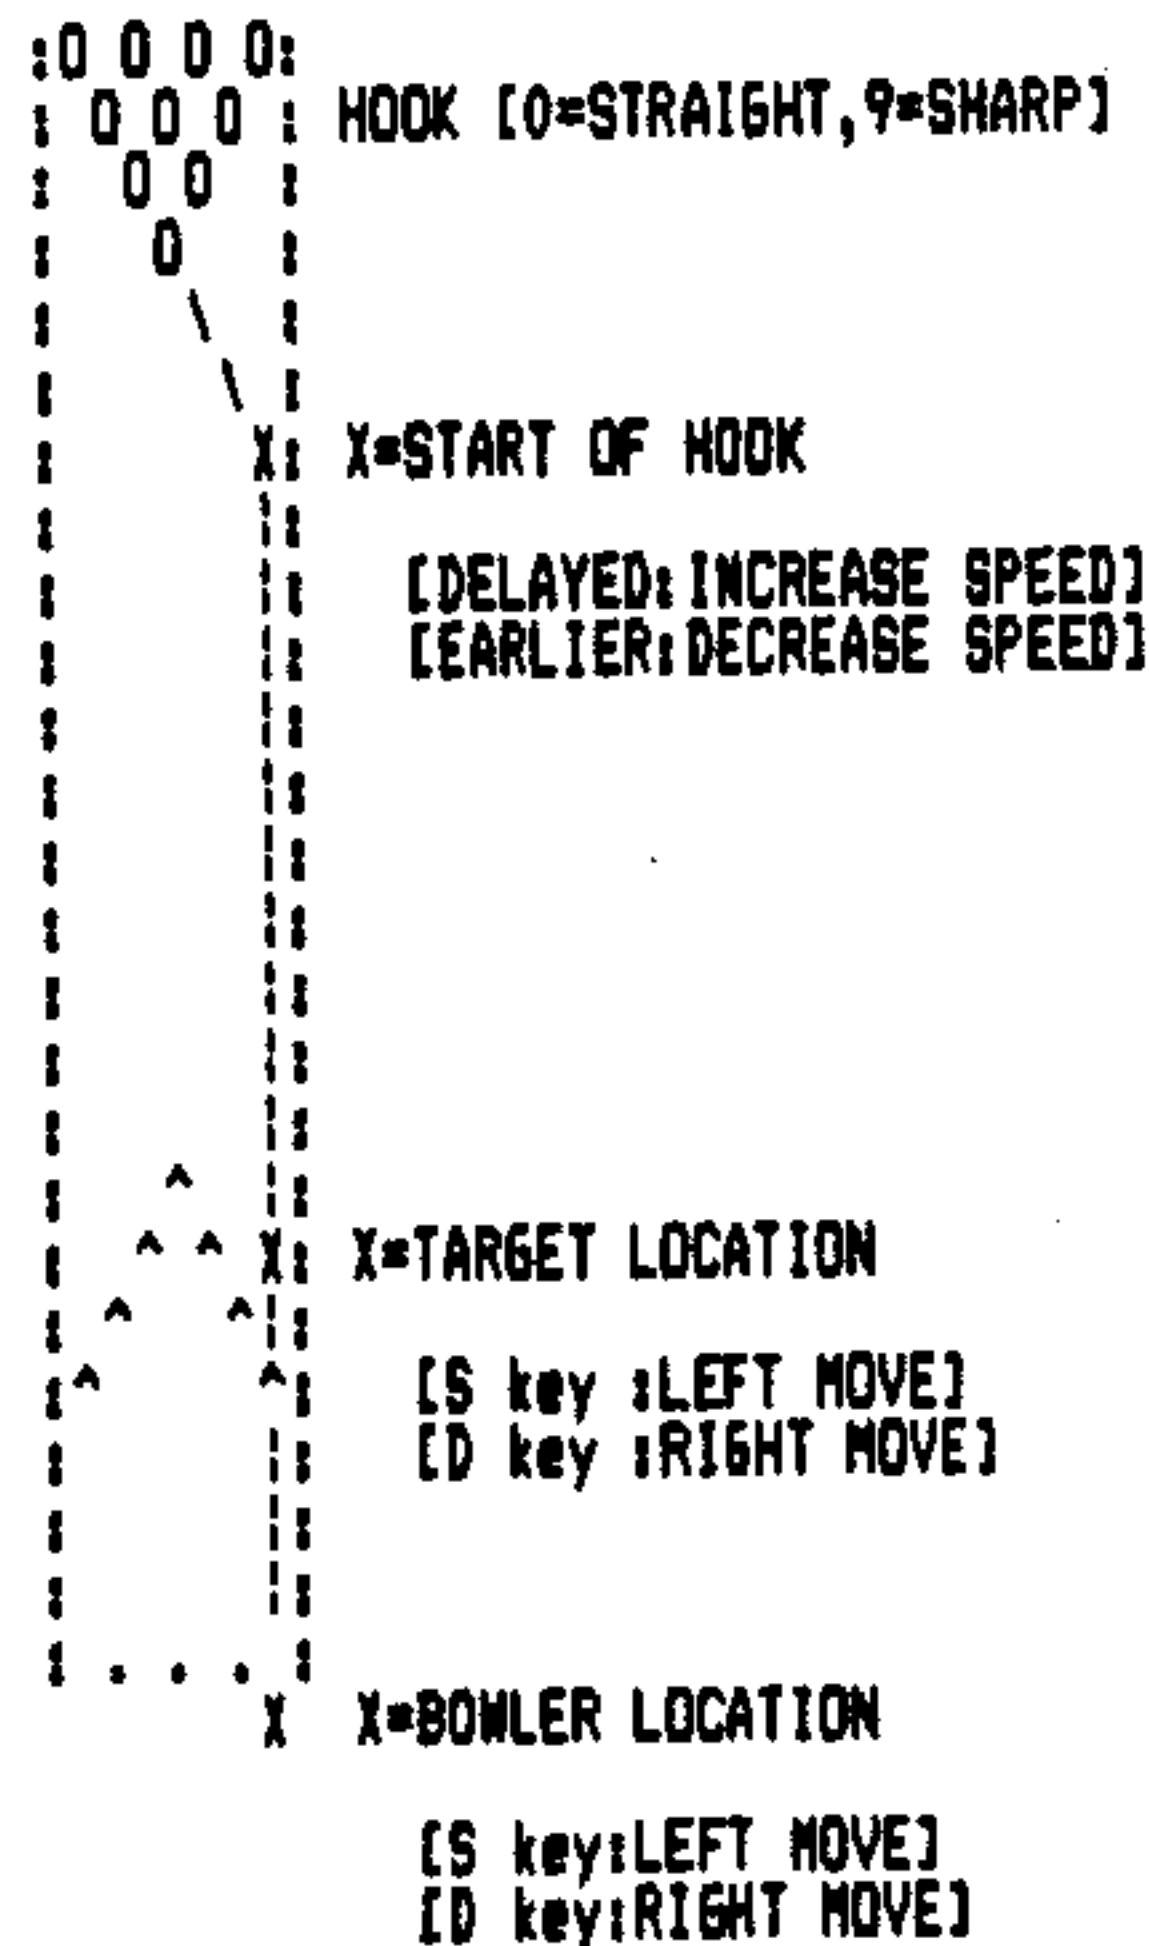 :O O O O:
: O O O : HOOK [0=STRAIGHT,9=SHARP]
: O O :
: O :
: \ :
: \ :
: X: X=START OF HOOK
[DELAYED:INCREASE SPEED]
[EARLIER:DECREASE SPEED]
^
^ ^ X: X=TARGET LOCATION
^ ^
^ ^
[S key :LEFT MOVE]
[D key :RIGHT MOVE]
: . . . :
X X=BOWLER LOCATION
[S key:LEFT MOVE]
[D key:RIGHT MOVE]